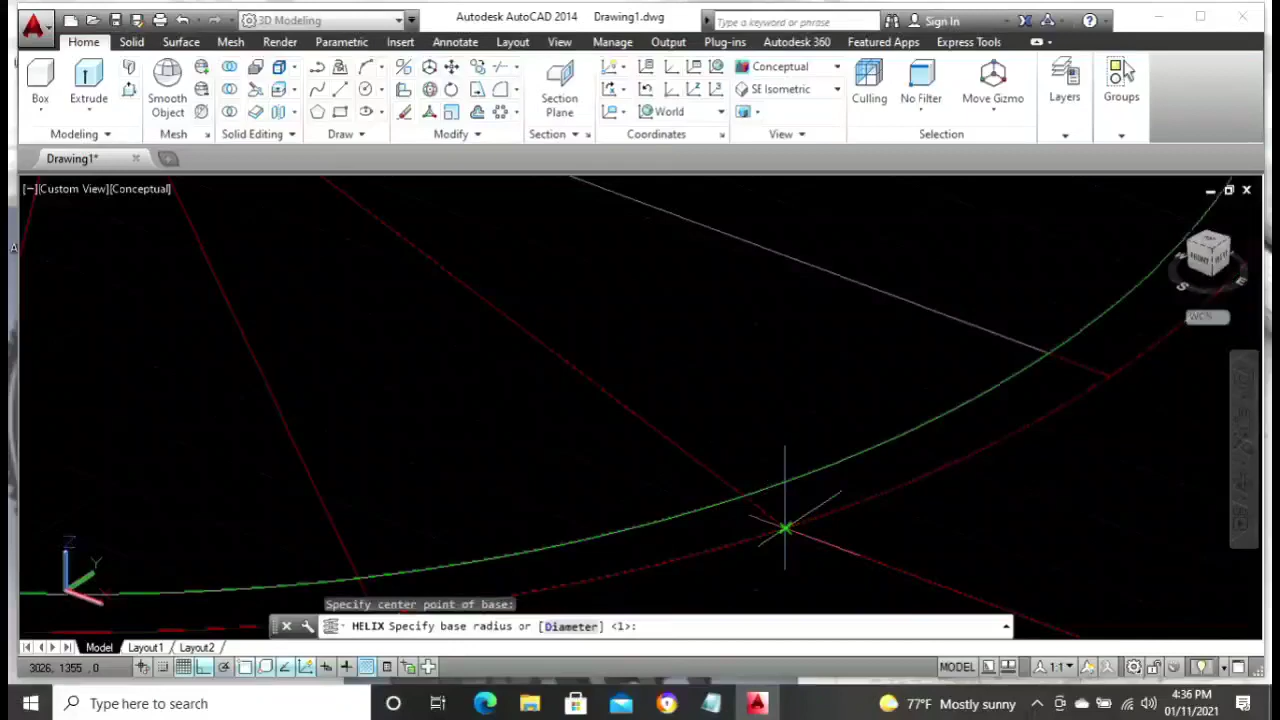 Autodesk AutoCAD 2014 Drawing1.dwg
3D Modeling
Type a keyword or phrase
Sign In
Home Solid Surface Mesh Render Parametric Insert Annotate Layout View Manage Output Plug-ins Autodesk 360 Featured Apps Express Tools
Box
Extrude
Smooth
Object
Section
Plane
World
Conceptual
SE Isometric
Culling
No Filter
Move Gizmo
Layers
Groups
Modeling
Mesh
Solid Editing
Draw
Modify
Section
Coordinates
View
Selection
Drawing1*
[−][Custom View][Conceptual]
A
TOP
FRONT
S
E
WCS
Z
Y
Specify center point of base:
HELIX Specify base radius or [Diameter] <1>:
Model Layout1 Layout2
3026, 1355 , 0
MODEL
1:1
Type here to search
77°F Mostly sunny
4:36 PM
01/11/2021